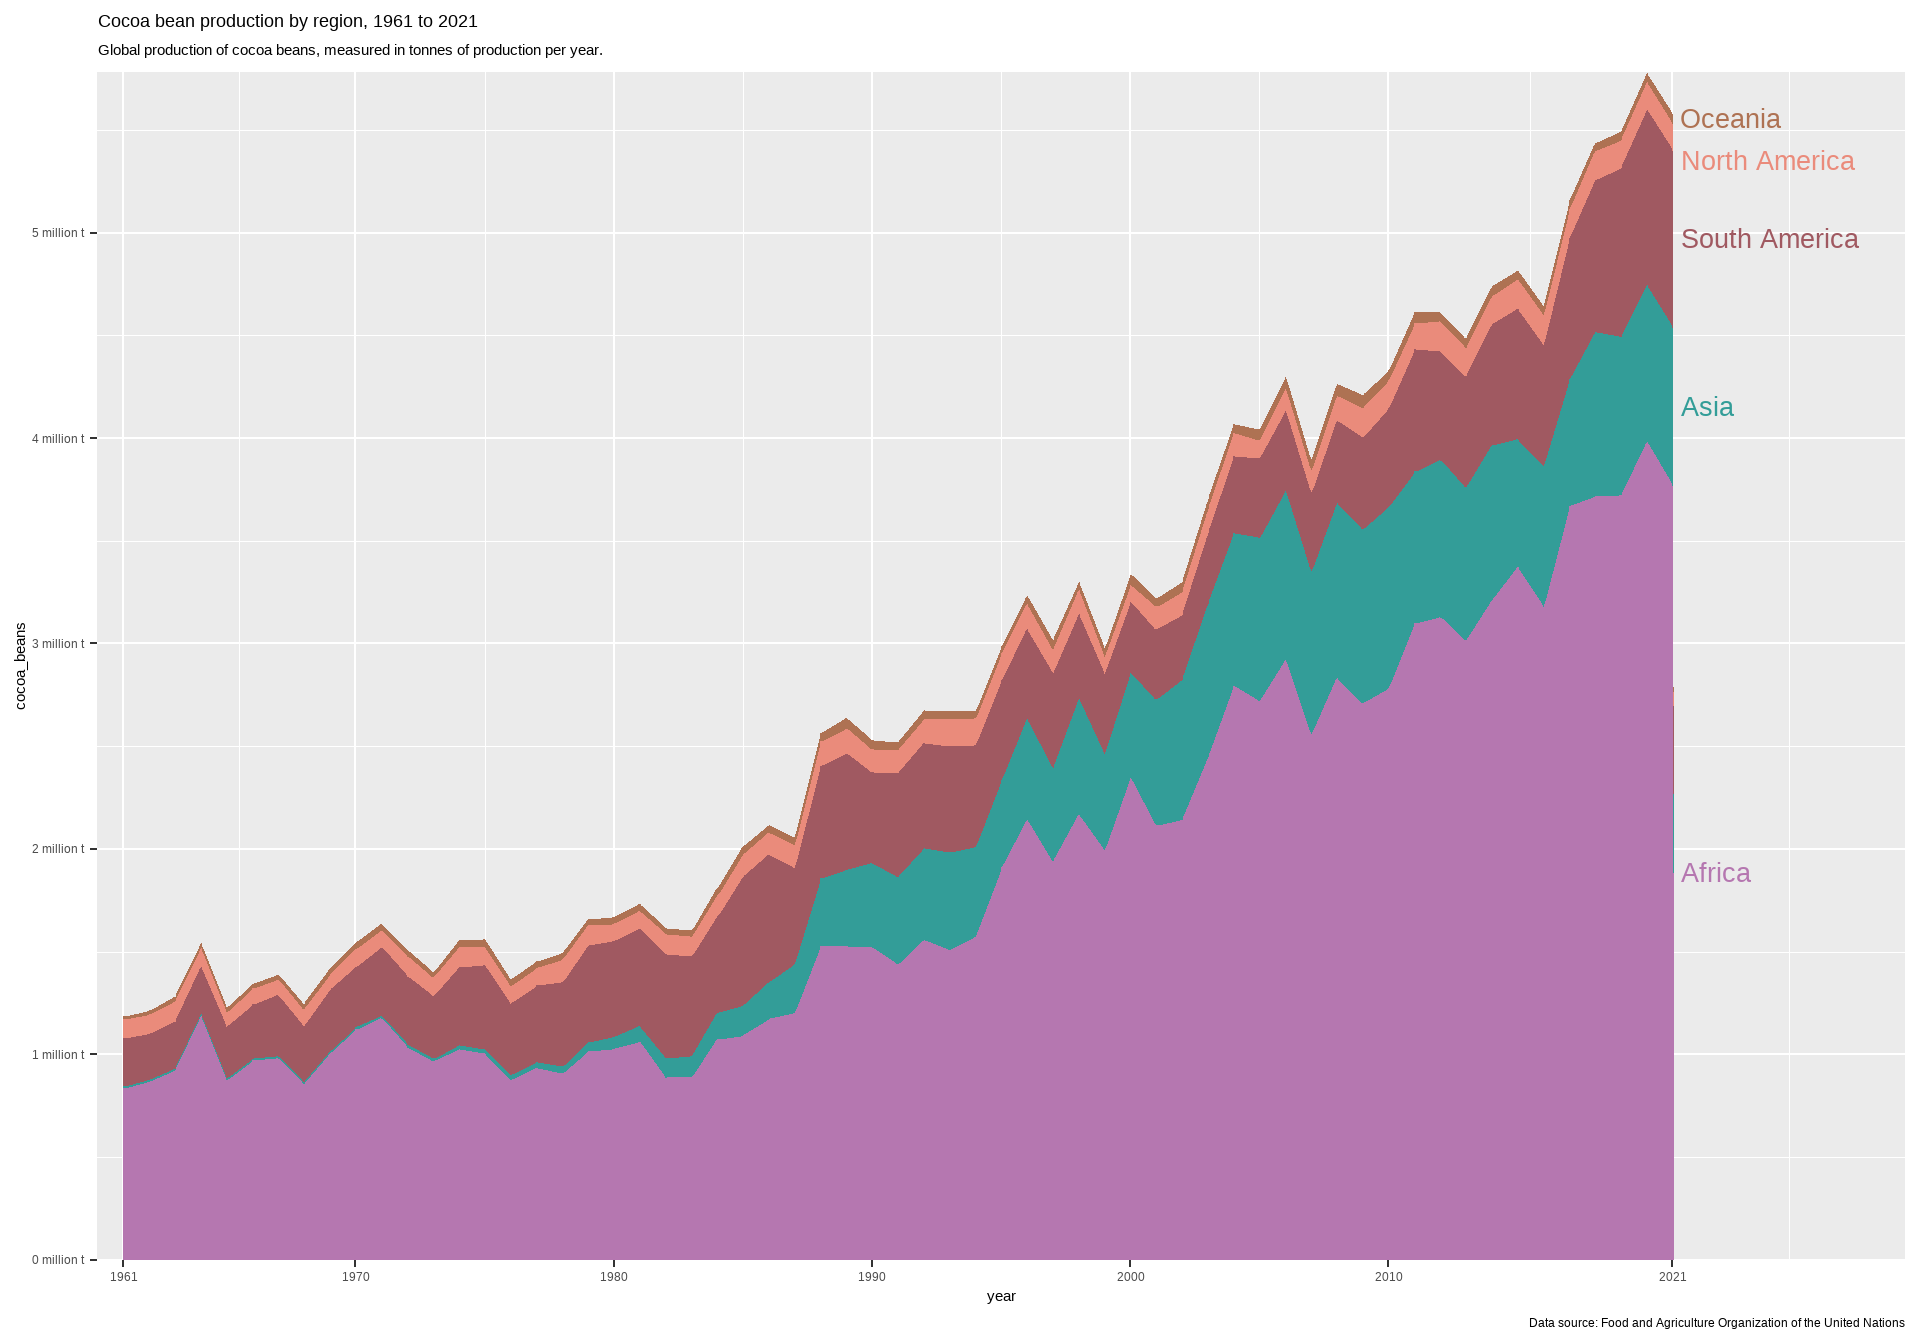 Cocoa bean production by region, 1961 to 2021
Global production of cocoa beans, measured in tonnes of production per year.
Oceania
North America
5 million t
South America
Asia
4 million t
3 million t
cocoa_beans
2 million t
Africa
1 million t
0 million t
1961 1970 1980 1990 2000 2010 2021
year
Data source: Food and Agriculture Organization of the United Nations